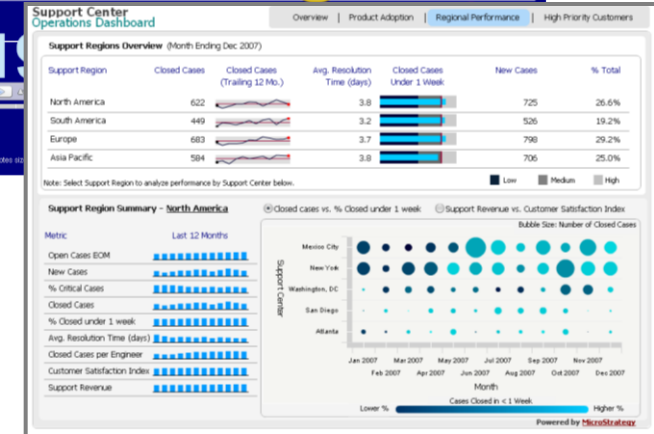 Support Center
Operations Dashboard
Overview | Product Adoption | Regional Performance | High Priority Customers
Support Regions Overview (Month Ending Dec 2007)
Support Region Closed Cases Closed Cases (Trailing 12 Mo.) Avg. Resolution Time (days) Closed Cases Under 1 Week New Cases % Total
North America 622 3.8 725 26.6%
South America 449 3.2 526 19.2%
Europe 683 3.7 798 29.2%
Asia Pacific 584 3.8 706 25.0%
Note: Select Support Region to analyze performance by Support Center below.
Low Medium High
Support Region Summary - North America
Closed cases vs. % Closed under 1 week Support Revenue vs. Customer Satisfaction Index
Bubble Size: Number of Closed Cases
Metric Last 12 Months
Open Cases EOM
New Cases
% Critical Cases
Closed Cases
% Closed under 1 week
Avg. Resolution Time (days)
Closed Cases per Engineer
Customer Satisfaction Index
Support Revenue
Support Center
Mexico City
New York
Washington, DC
San Diego
Atlanta
Jan 2007 Mar 2007 May 2007 Jul 2007 Sep 2007 Nov 2007
Feb 2007 Apr 2007 Jun 2007 Aug 2007 Oct 2007 Dec 2007
Month
Cases Closed in < 1 Week
Lower % Higher %
Powered by MicroStrategy